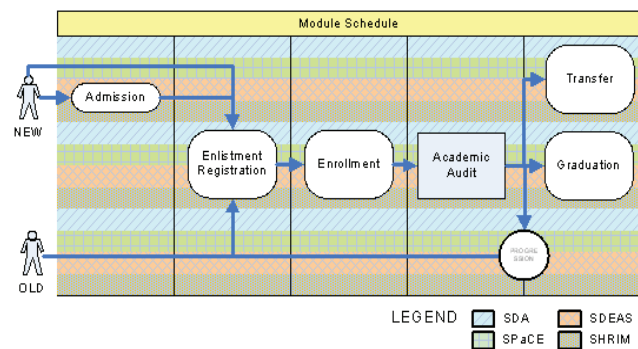 Module Schedule
Transfer
Admission
NEW
Enlistment
Registration
Enrollment
Academic
Audit
Graduation
PROGRE
SSION
OLD
LEGEND
SDA
SDEAS
SPaCE
SHRIM